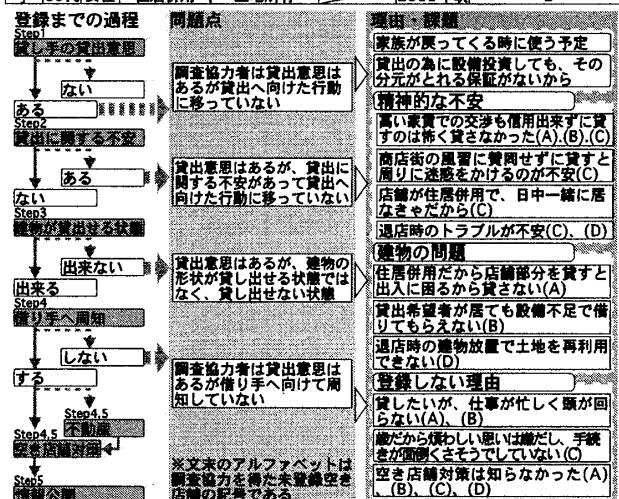 登録までの過程
Step1
貸し手の貸出意思
ない
ある
Step2
貸出に関する不安
ある
ない
Step3
建物が貸出せる状態
出来ない
出来る
Step4
借り手へ周知
しない
する
Step4.5
不動産
Step4.5
空き店舗対策
Step5
情報公開
問題点
調査協力者は貸出意思は
あるが貸出へ向けた行動
に移っていない
貸出意思はあるが、貸出に
関する不安があって貸出へ
向けた行動に移っていない
貸出意思はあるが、建物の
形状が貸し出せる状態では
なく、貸し出せない状態
調査協力者は貸出意思は
あるが借り手へ向けて周
知していない
※文末のアルファベットは
調査協力を得た未登録空き
店舗の記号である
理由・課題
家族が戻ってくる時に使う予定
貸出の為に設備投資しても、その
分元がとれる保証がないから
精神的な不安
高い家賃での交渉も信用出来ずに貸
すのは怖く貸さなかった(A).(B).(C)
商店街の風習に賛同せずに貸すと
周りに迷惑をかけるのが不安(C)
店舗が住居併用で、日中一緒に居
なきゃだから(C)
退店時のトラブルが不安(C)、(D)
建物の問題
住居併用だから店舗部分を貸すと
出入に困るから貸さない(A)
貸出希望者が居ても設備不足で借
りてもらえない(B)
退店時の建物放置で土地を再利用
できない(D)
登録しない理由
貸したいが、仕事が忙しく頭が回
らない(A)、(B)
歳だから煩わしい思いは厭だし、手続
きが面倒くさそうでしていない(C)
空き店舗対策は知らなかった(A)
、(B)、(C)、(D)